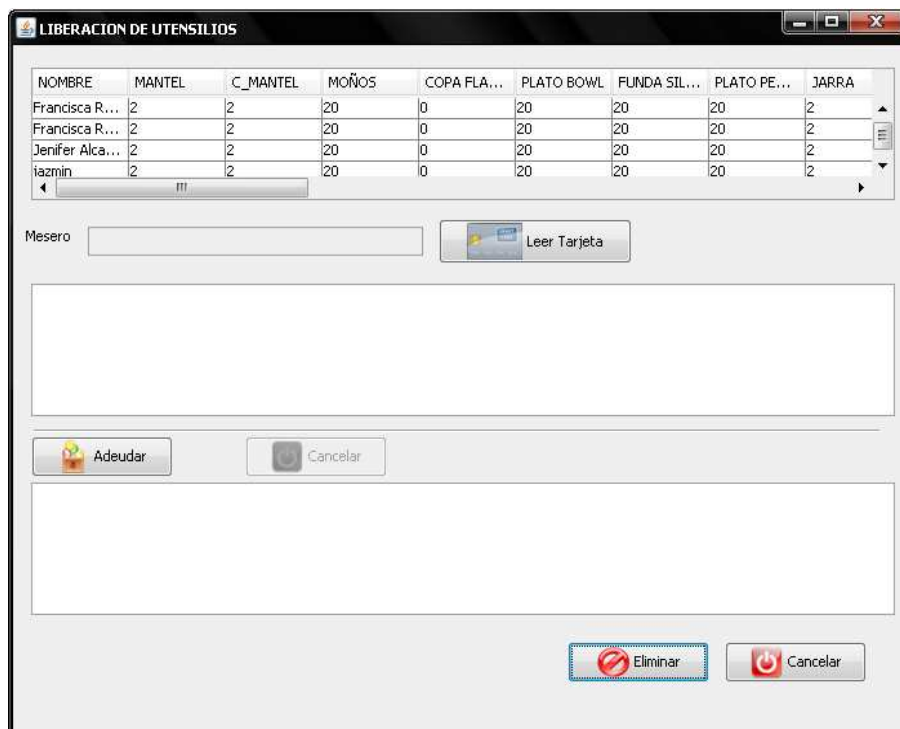 LIBERACION DE UTENSILIOS
NOMBRE MANTEL C_MANTEL MOÑOS COPA FLA... PLATO BOWL FUNDA SIL... PLATO PE... JARRA
Francisca R... 2 2 20 0 20 20 20 2
Francisca R... 2 2 20 0 20 20 20 2
Jenifer Alca... 2 2 20 0 20 20 20 2
jazmin 2 2 20 0 20 20 20 2
Mesero Leer Tarjeta
Adeudar Cancelar
Eliminar Cancelar